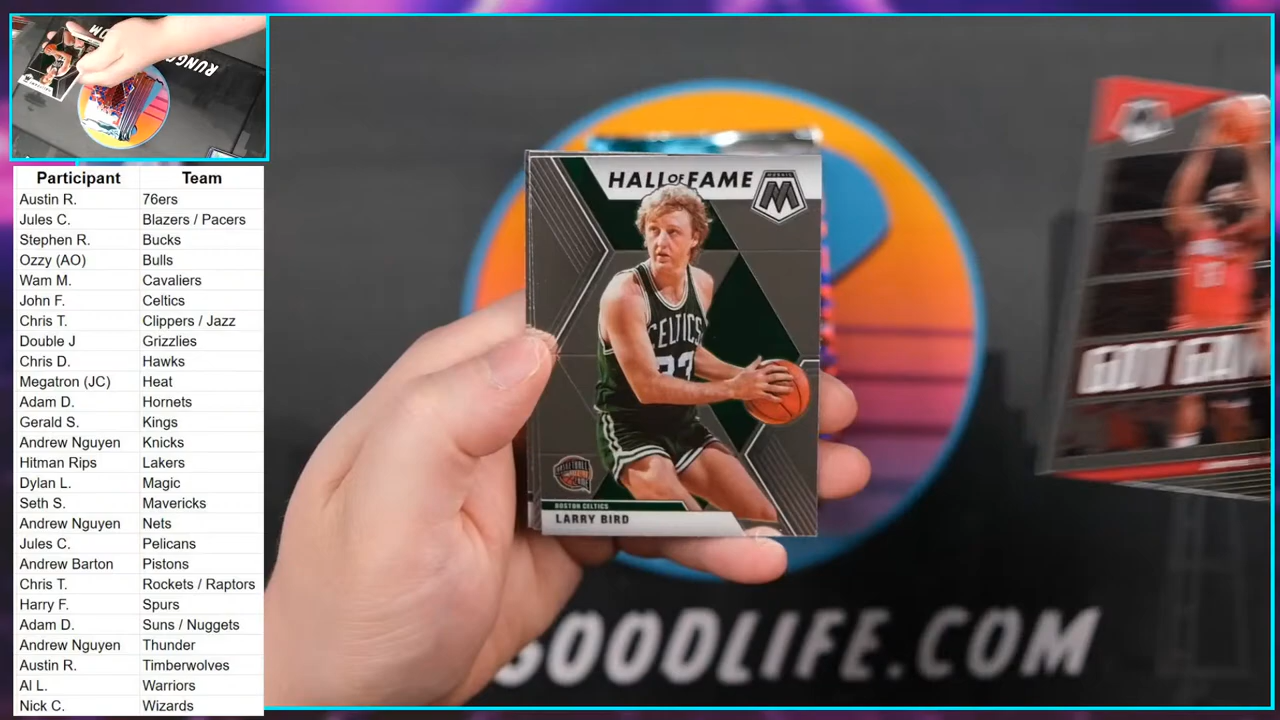 Participant Team
Austin R. 76ers
Jules C. Blazers / Pacers
Stephen R. Bucks
Ozzy (AO) Bulls
Wam M. Cavaliers
John F. Celtics
Chris T. Clippers / Jazz
Double J Grizzlies
Chris D. Hawks
Megatron (JC) Heat
Adam D. Hornets
Gerald S. Kings
Andrew Nguyen Knicks
Hitman Rips Lakers
Dylan L. Magic
Seth S. Mavericks
Andrew Nguyen Nets
Jules C. Pelicans
Andrew Barton Pistons
Chris T. Rockets / Raptors
Harry F. Spurs
Adam D. Suns / Nuggets
Andrew Nguyen Thunder
Austin R. Timberwolves
Al L. Warriors
Nick C. Wizards
HALL OF FAME
MOSAIC
M
CELTICS
33
BOSTON CELTICS
LARRY BIRD
GOODLIFE.COM